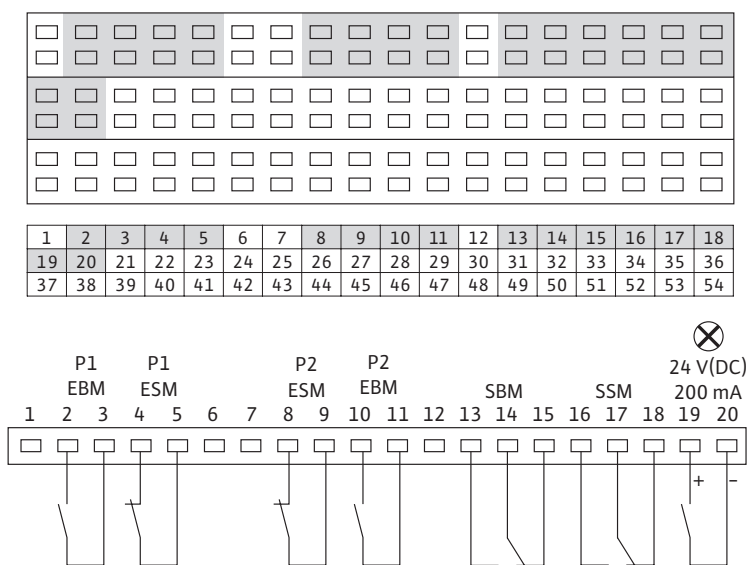 1 2 3 4 5 6 7 8 9 10 11 12 13 14 15 16 17 18
19 20 21 22 23 24 25 26 27 28 29 30 31 32 33 34 35 36
37 38 39 40 41 42 43 44 45 46 47 48 49 50 51 52 53 54
P1 P1 P2 P2 24 V(DC)
EBM ESM ESM EBM SBM SSM 200 mA
1 2 3 4 5 6 7 8 9 10 11 12 13 14 15 16 17 18 19 20
+ –